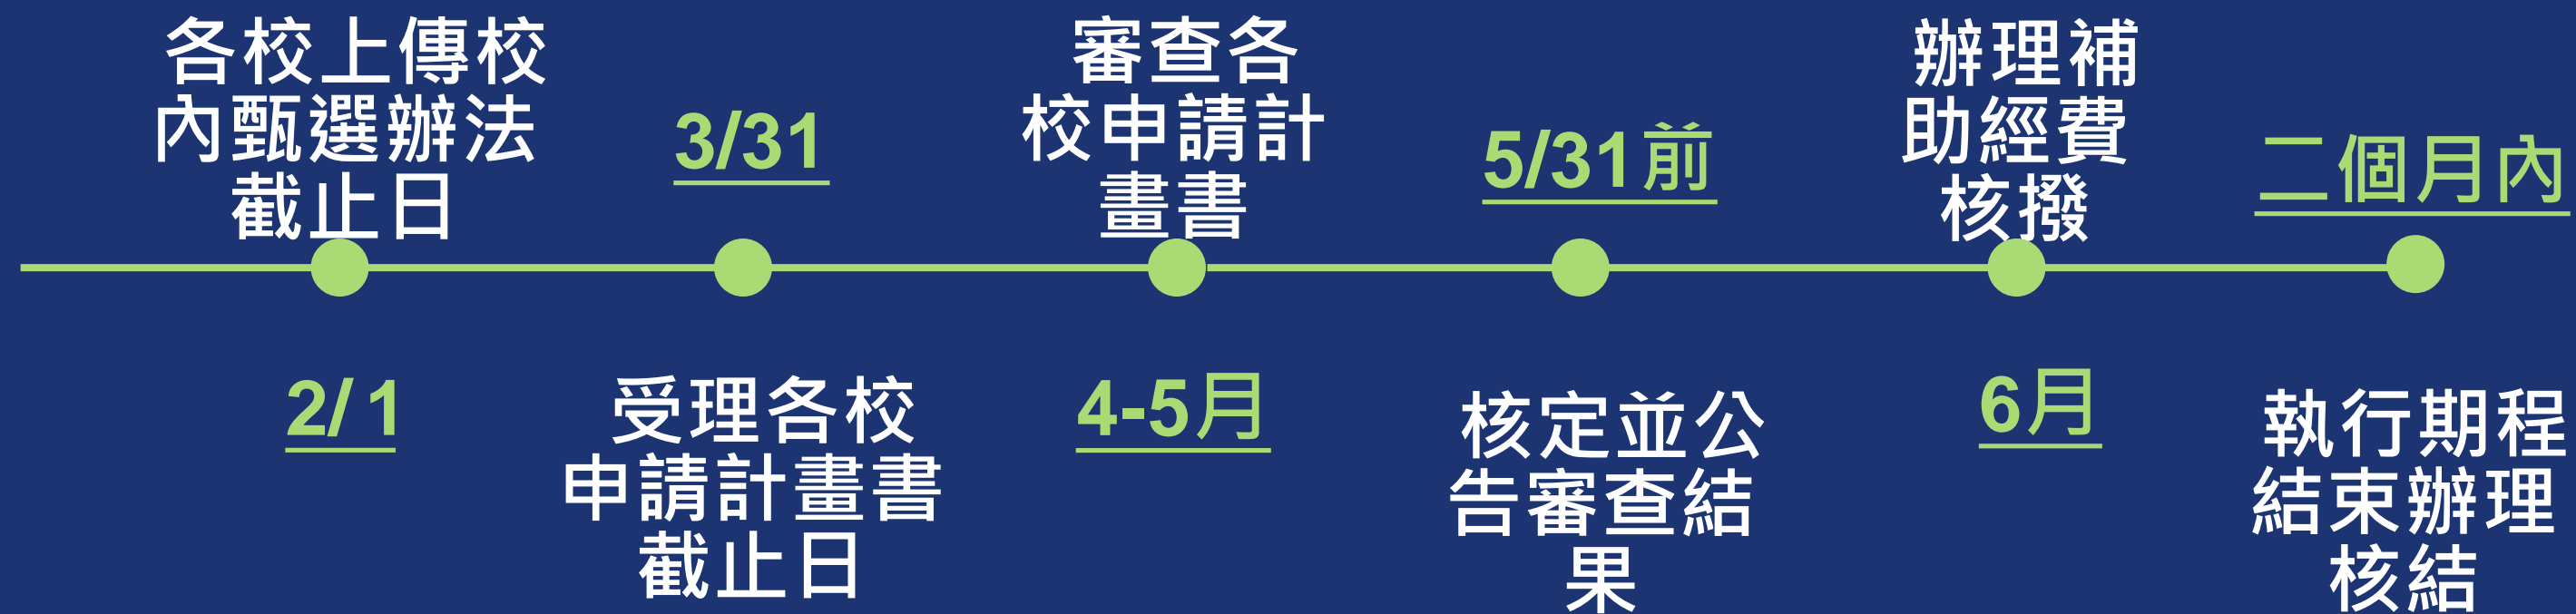 各校上傳校
內甄選辦法
截止日
2/ 1
3/31
受理各校
申請計畫書
截止日
審查各
校申請計
畫書
4-5月
5/31前
核定並公
告審查結
果
辦理補
助經費
核撥
6月
二個月內
執行期程
結束辦理
核結